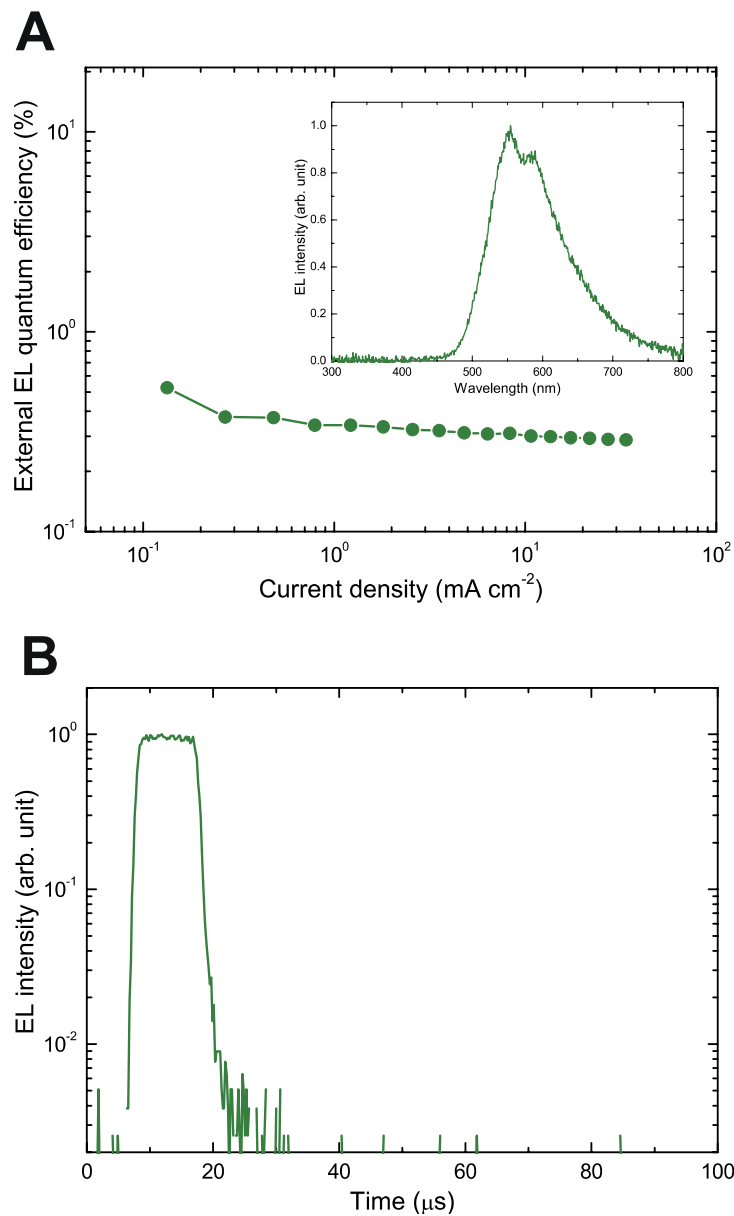 A
External EL quantum efficiency (%)
10^1
10^0
10^-1
10^-1 10^0 10^1 10^2
Current density (mA cm^-2)
EL intensity (arb. unit)
1.0
0.8
0.6
0.4
0.2
0.0
300 400 500 600 700 800
Wavelength (nm)
B
EL intensity (arb. unit)
10^0
10^-1
10^-2
0 20 40 60 80 100
Time (μs)